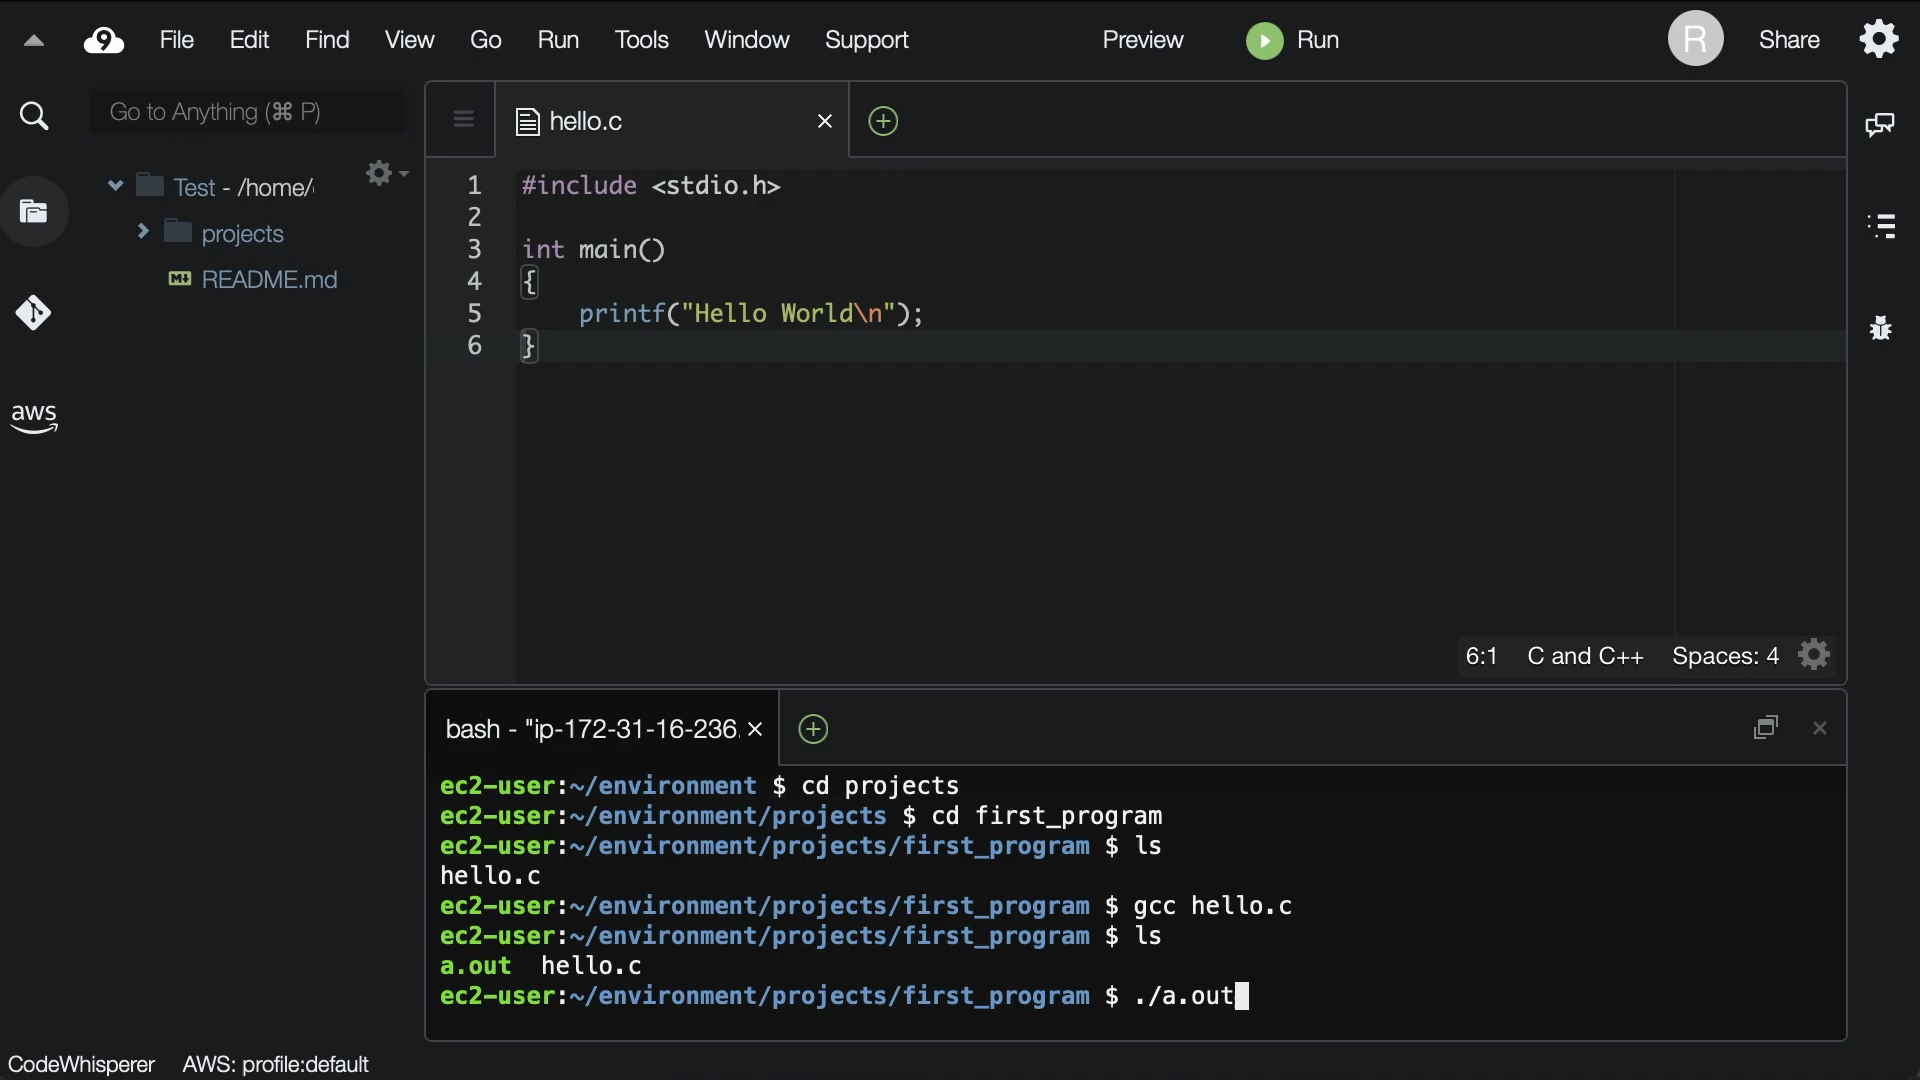 9 File Edit Find View Go Run Tools Window Support Preview Run R Share
Go to Anything (⌘ P)
hello.c
Test - /home/
projects
README.md
aws
1 #include <stdio.h>
2
3 int main()
4 {
5 printf("Hello World\n");
6 }
6:1 C and C++ Spaces: 4
bash - "ip-172-31-16-236.
ec2-user:~/environment $ cd projects
ec2-user:~/environment/projects $ cd first_program
ec2-user:~/environment/projects/first_program $ ls
hello.c
ec2-user:~/environment/projects/first_program $ gcc hello.c
ec2-user:~/environment/projects/first_program $ ls
a.out hello.c
ec2-user:~/environment/projects/first_program $ ./a.out
CodeWhisperer AWS: profile:default